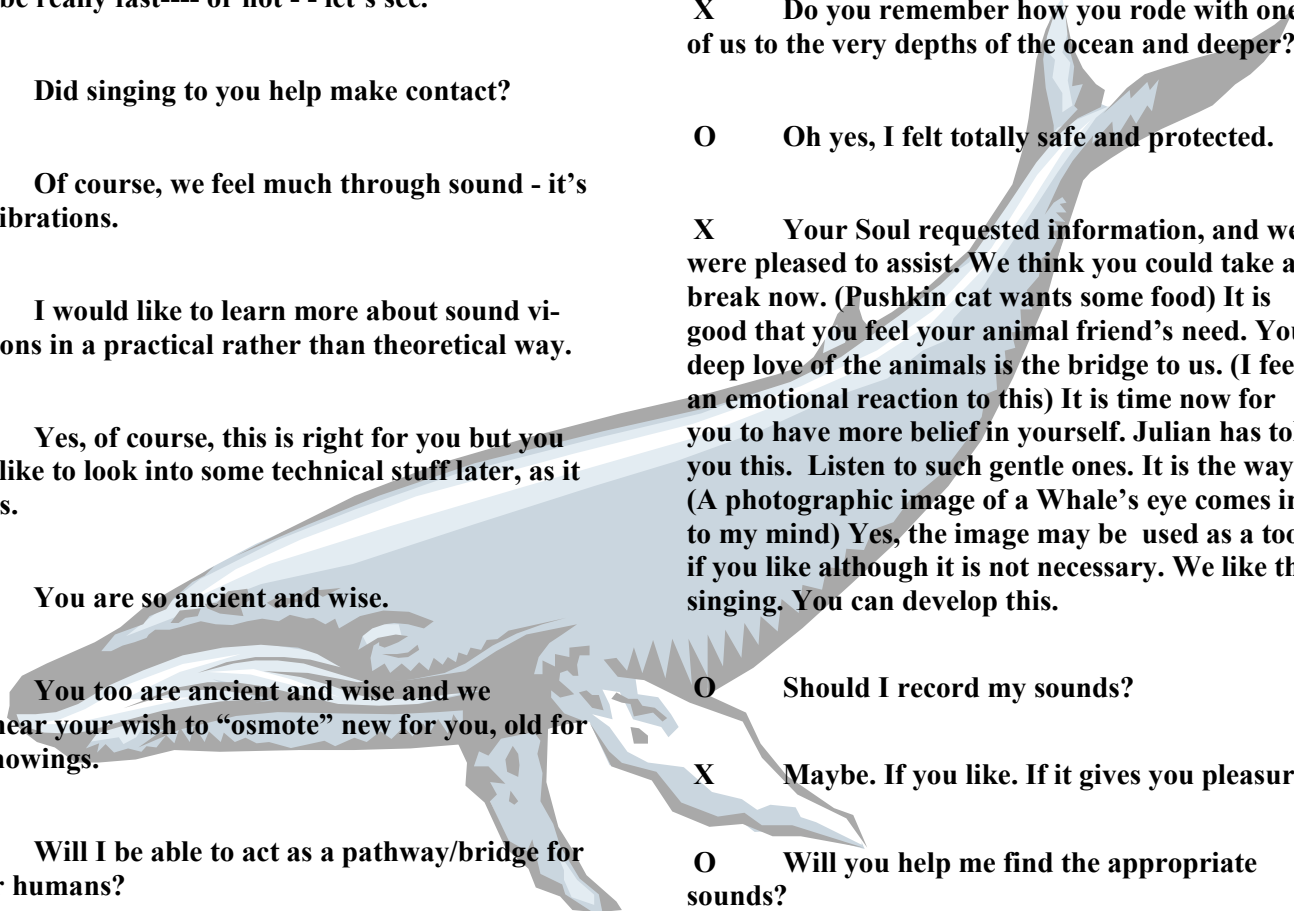 be really fast---- or not - - let's see.
Did singing to you help make contact?
Of course, we feel much through sound - it's
ibrations.
I would like to learn more about sound vi-
ons in a practical rather than theoretical way.
Yes, of course, this is right for you but you
like to look into some technical stuff later, as it
s.
You are so ancient and wise.
You too are ancient and wise and we
hear your wish to “osmote” new for you, old for
nowings.
Will I be able to act as a pathway/bridge for
r humans?
X Do you remember how you rode with one
of us to the very depths of the ocean and deeper?
O Oh yes, I felt totally safe and protected.
X Your Soul requested information, and we
were pleased to assist. We think you could take a
break now. (Pushkin cat wants some food) It is
good that you feel your animal friend's need. You
deep love of the animals is the bridge to us. (I fee
an emotional reaction to this) It is time now for
you to have more belief in yourself. Julian has tol
you this. Listen to such gentle ones. It is the way
(A photographic image of a Whale's eye comes in
to my mind) Yes, the image may be used as a too
if you like although it is not necessary. We like th
singing. You can develop this.
O Should I record my sounds?
X Maybe. If you like. If it gives you pleasur
O Will you help me find the appropriate
sounds?